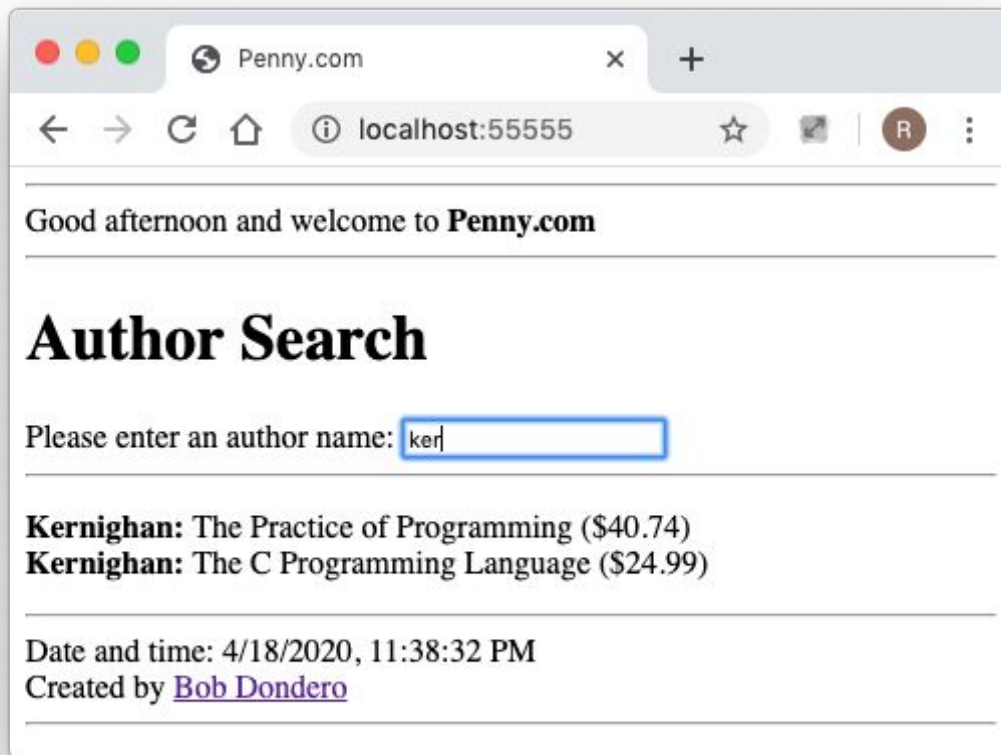 Penny.com
localhost:55555
R
Good afternoon and welcome to Penny.com
Author Search
Please enter an author name: ker
Kernighan: The Practice of Programming ($40.74)
Kernighan: The C Programming Language ($24.99)
Date and time: 4/18/2020, 11:38:32 PM
Created by Bob Dondero